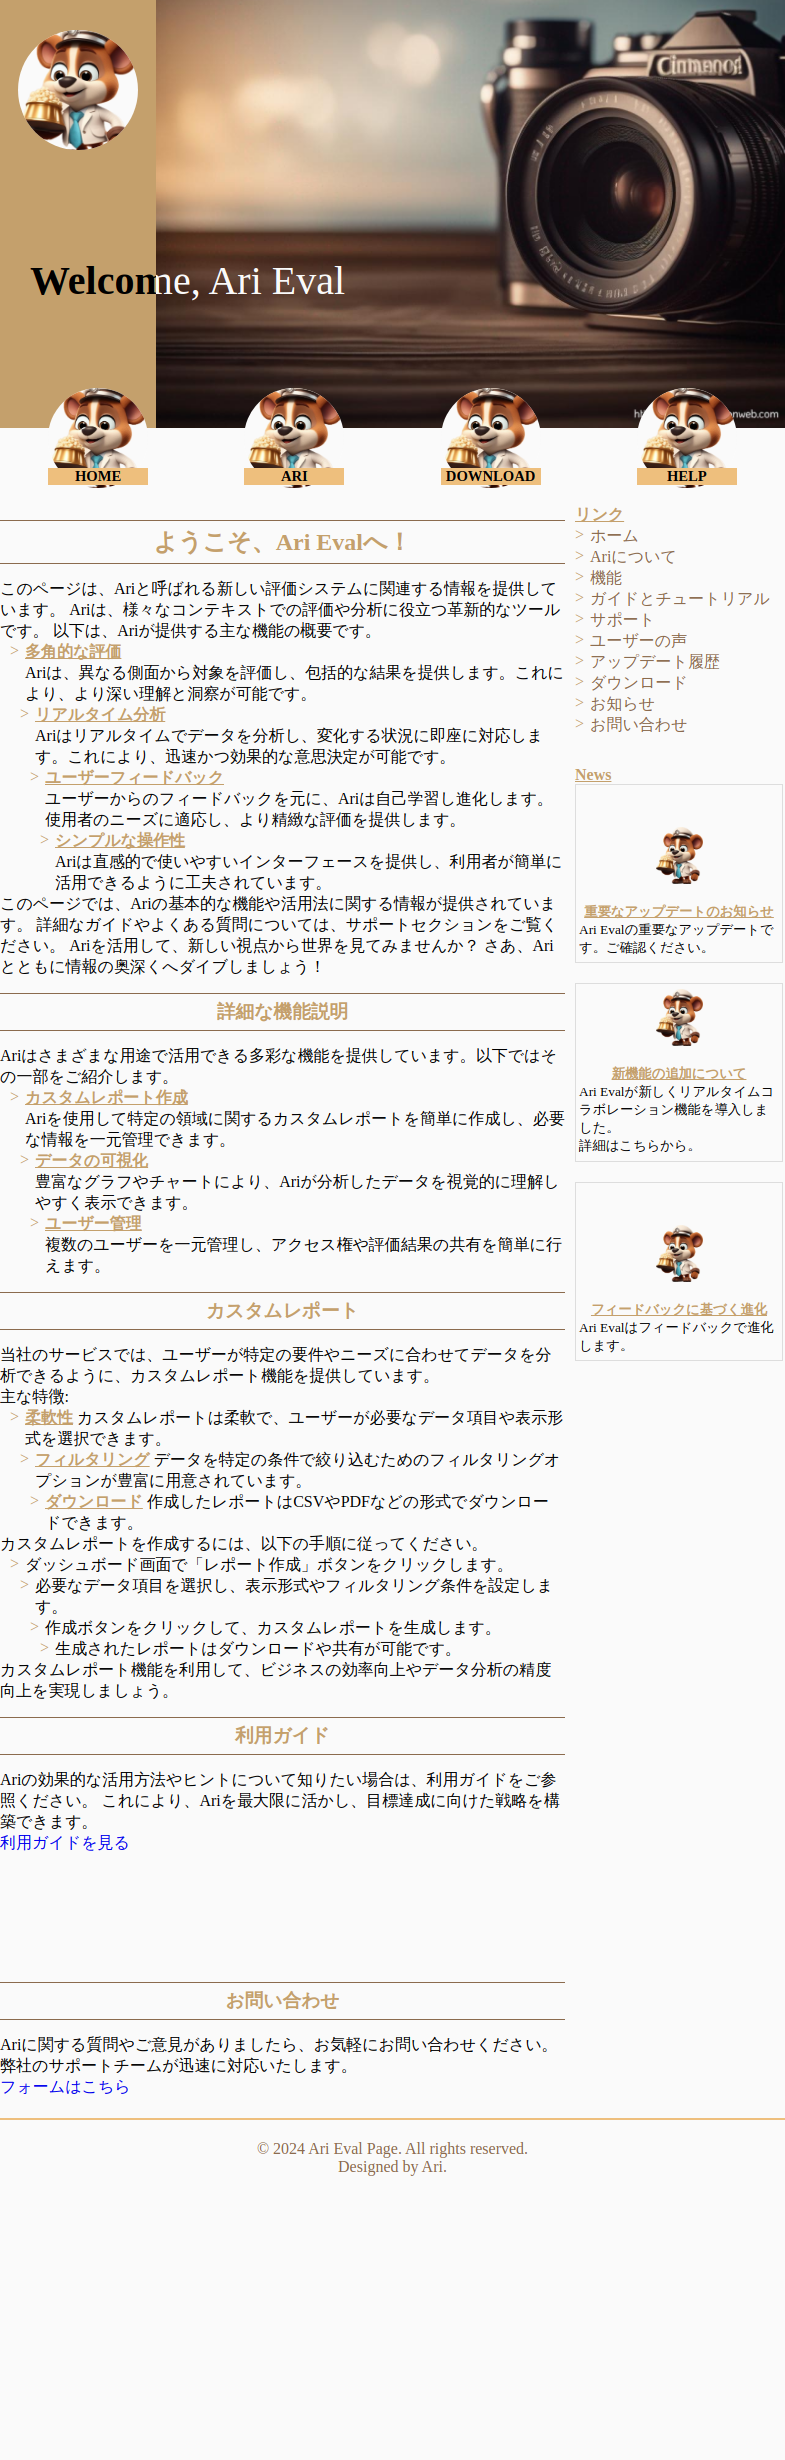 Cinmanod
Welcome, Ari Eval
HOME
ARI
DOWNLOAD
HELP
ようこそ、Ari Evalへ！
このページは、Ariと呼ばれる新しい評価システムに関連する情報を提供して
います。 Ariは、様々なコンテキストでの評価や分析に役立つ革新的なツール
です。 以下は、Ariが提供する主な機能の概要です。
> 多角的な評価
Ariは、異なる側面から対象を評価し、包括的な結果を提供します。これに
より、より深い理解と洞察が可能です。
> リアルタイム分析
Ariはリアルタイムでデータを分析し、変化する状況に即座に対応しま
す。これにより、迅速かつ効果的な意思決定が可能です。
> ユーザーフィードバック
ユーザーからのフィードバックを元に、Ariは自己学習し進化します。
使用者のニーズに適応し、より精緻な評価を提供します。
> シンプルな操作性
Ariは直感的で使いやすいインターフェースを提供し、利用者が簡単に
活用できるように工夫されています。
このページでは、Ariの基本的な機能や活用法に関する情報が提供されていま
す。 詳細なガイドやよくある質問については、サポートセクションをご覧く
ださい。 Ariを活用して、新しい視点から世界を見てみませんか？ さあ、Ari
とともに情報の奥深くへダイブしましょう！
詳細な機能説明
Ariはさまざまな用途で活用できる多彩な機能を提供しています。以下ではそ
の一部をご紹介します。
> カスタムレポート作成
Ariを使用して特定の領域に関するカスタムレポートを簡単に作成し、必要
な情報を一元管理できます。
> データの可視化
豊富なグラフやチャートにより、Ariが分析したデータを視覚的に理解し
やすく表示できます。
> ユーザー管理
複数のユーザーを一元管理し、アクセス権や評価結果の共有を簡単に行
えます。
カスタムレポート
当社のサービスでは、ユーザーが特定の要件やニーズに合わせてデータを分
析できるように、カスタムレポート機能を提供しています。
主な特徴:
> 柔軟性 カスタムレポートは柔軟で、ユーザーが必要なデータ項目や表示形
式を選択できます。
> フィルタリング データを特定の条件で絞り込むためのフィルタリングオ
プションが豊富に用意されています。
> ダウンロード 作成したレポートはCSVやPDFなどの形式でダウンロー
ドできます。
カスタムレポートを作成するには、以下の手順に従ってください。
> ダッシュボード画面で「レポート作成」ボタンをクリックします。
> 必要なデータ項目を選択し、表示形式やフィルタリング条件を設定しま
す。
> 作成ボタンをクリックして、カスタムレポートを生成します。
> 生成されたレポートはダウンロードや共有が可能です。
カスタムレポート機能を利用して、ビジネスの効率向上やデータ分析の精度
向上を実現しましょう。
利用ガイド
Ariの効果的な活用方法やヒントについて知りたい場合は、利用ガイドをご参
照ください。 これにより、Ariを最大限に活かし、目標達成に向けた戦略を構
築できます。
利用ガイドを見る
お問い合わせ
Ariに関する質問やご意見がありましたら、お気軽にお問い合わせください。
弊社のサポートチームが迅速に対応いたします。
フォームはこちら
リンク
> ホーム
> Ariについて
> 機能
> ガイドとチュートリアル
> サポート
> ユーザーの声
> アップデート履歴
> ダウンロード
> お知らせ
> お問い合わせ
News
重要なアップデートのお知らせ
Ari Evalの重要なアップデートで
す。ご確認ください。
新機能の追加について
Ari Evalが新しくリアルタイムコ
ラボレーション機能を導入しま
した。
詳細はこちらから。
フィードバックに基づく進化
Ari Evalはフィードバックで進化
します。
© 2024 Ari Eval Page. All rights reserved.
Designed by Ari.